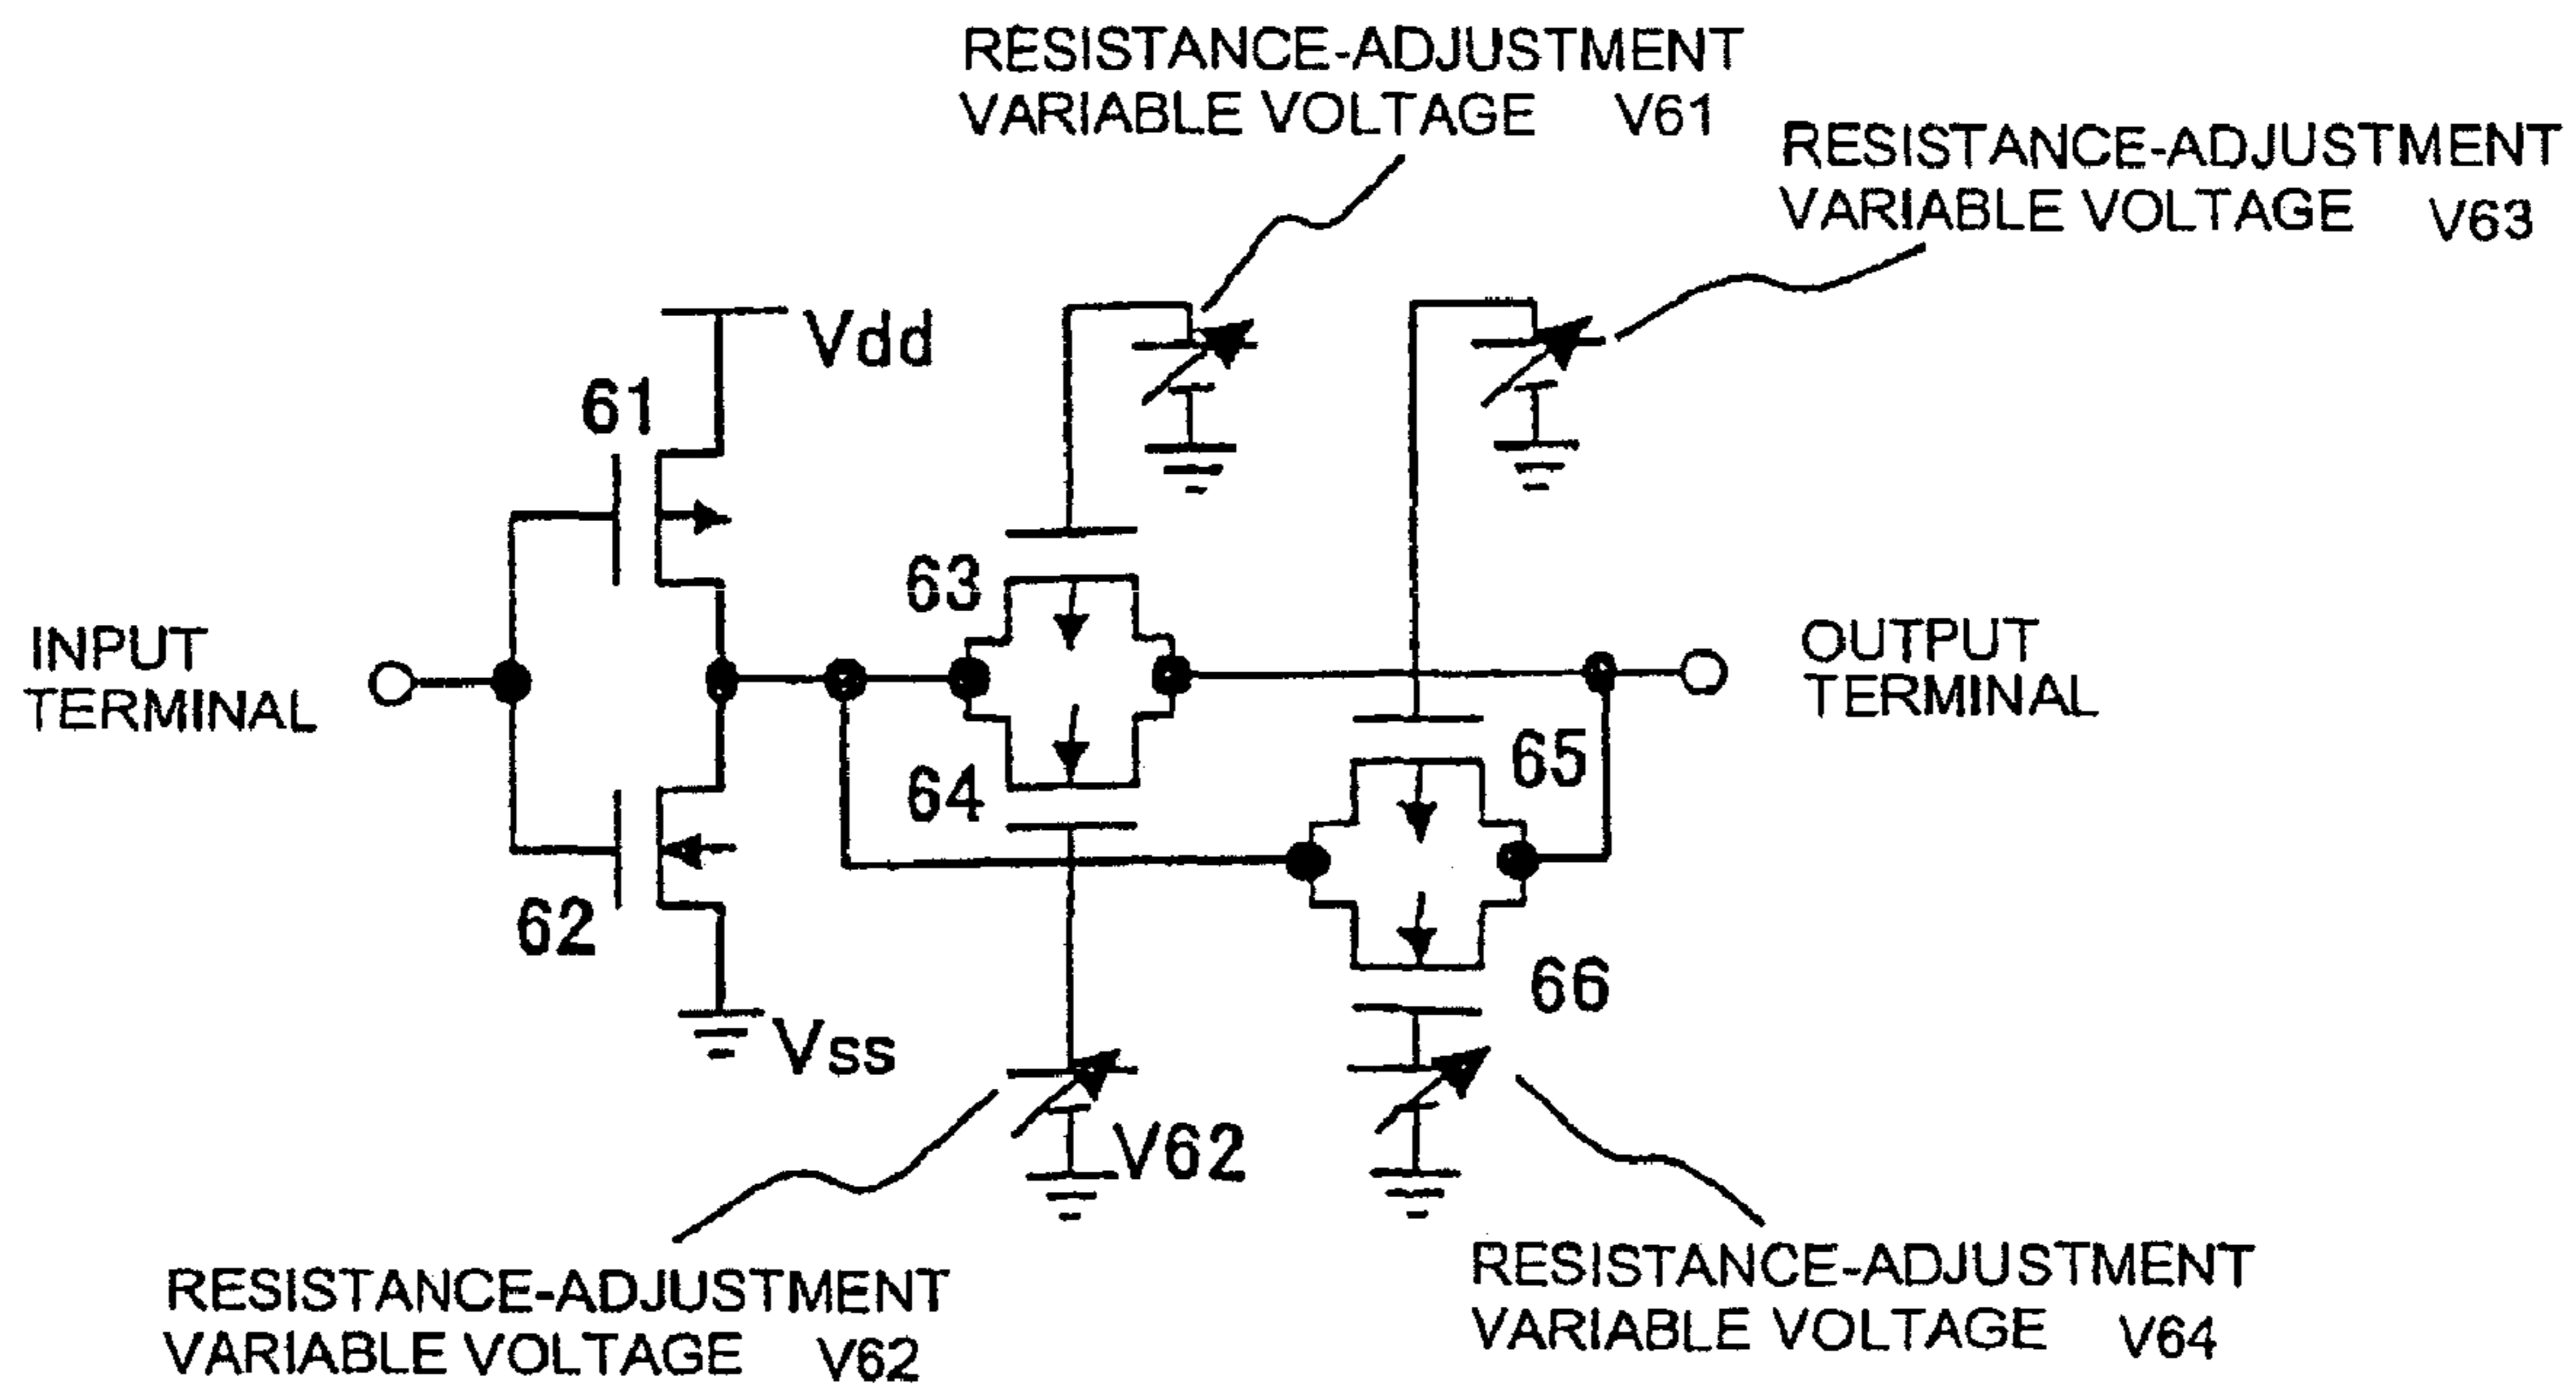 RESISTANCE-ADJUSTMENT
VARIABLE VOLTAGE V61
RESISTANCE-ADJUSTMENT
VARIABLE VOLTAGE V63
Vdd
61
63
INPUT
TERMINAL
OUTPUT
TERMINAL
65
64
62
66
Vss
V62
RESISTANCE-ADJUSTMENT
VARIABLE VOLTAGE V62
RESISTANCE-ADJUSTMENT
VARIABLE VOLTAGE V64